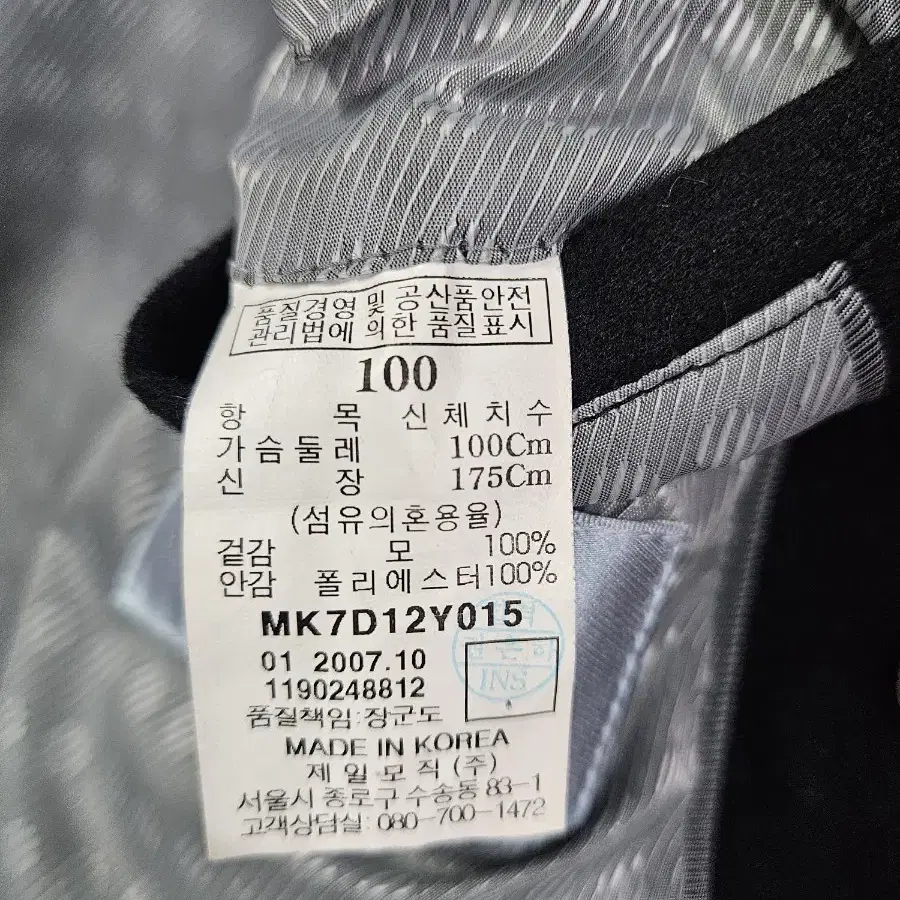 품질경영 및 공산품안전
관리법에 의한 품질표시
100
항 목 신체치수
가슴둘레 100Cm
신 장 175Cm
(섬유의혼용율)
겉감 모 100%
안감 폴리에스터100%
MK7D12Y015
01 2007.10
1190248812
INS
품질책임:장군도
MADE IN KOREA
제일모직(주)
서울시 종로구 수송동 83-1
고객상담실: 080-700-1472